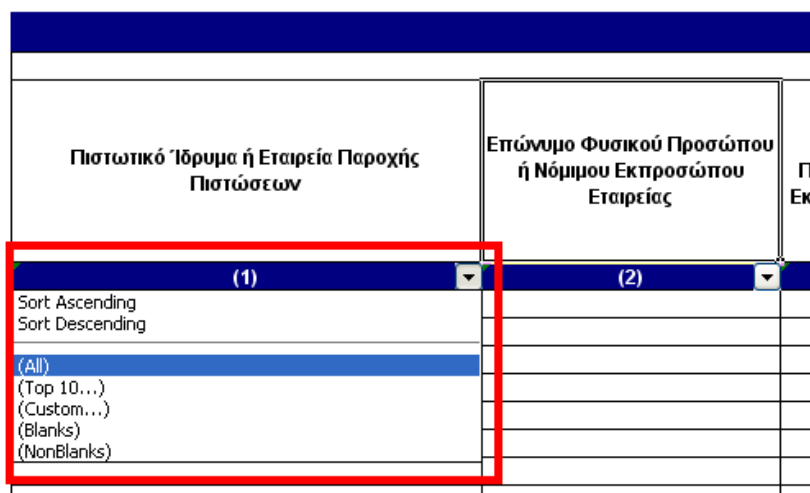 Πιστωτικό Ίδρυμα ή Εταιρεία Παροχής
Πιστώσεων
Επώνυμο Φυσικού Προσώπου
ή Νόμιμου Εκπροσώπου
Εταιρείας
Π
Εκ
(1)
(2)
Sort Ascending
Sort Descending
(All)
(Top 10...)
(Custom...)
(Blanks)
(NonBlanks)